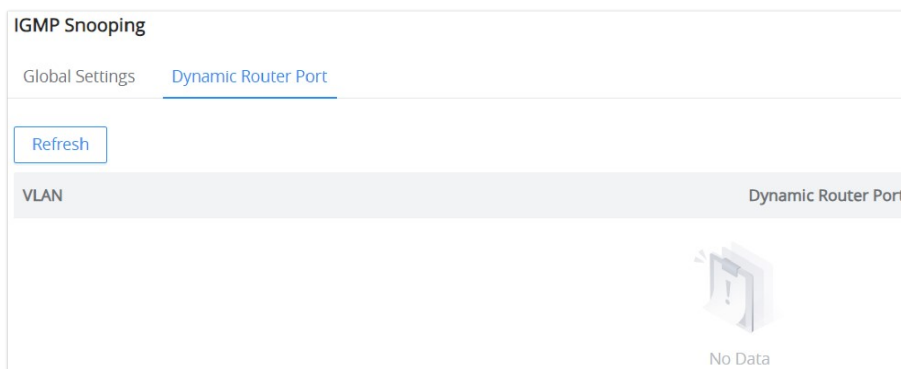 IGMP Snooping
Global Settings Dynamic Router Port
Refresh
VLAN Dynamic Router Port
No Data